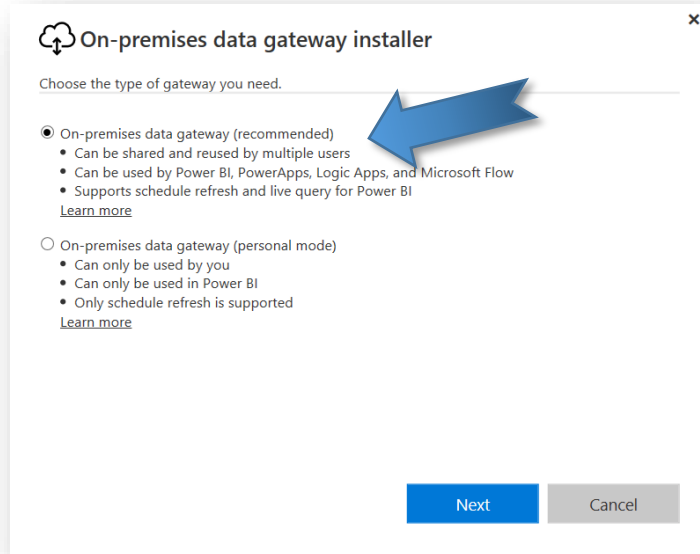 On-premises data gateway installer
Choose the type of gateway you need.
On-premises data gateway (recommended)
• Can be shared and reused by multiple users
• Can be used by Power BI, PowerApps, Logic Apps, and Microsoft Flow
• Supports schedule refresh and live query for Power BI
Learn more
On-premises data gateway (personal mode)
• Can only be used by you
• Can only be used in Power BI
• Only schedule refresh is supported
Learn more
Next Cancel